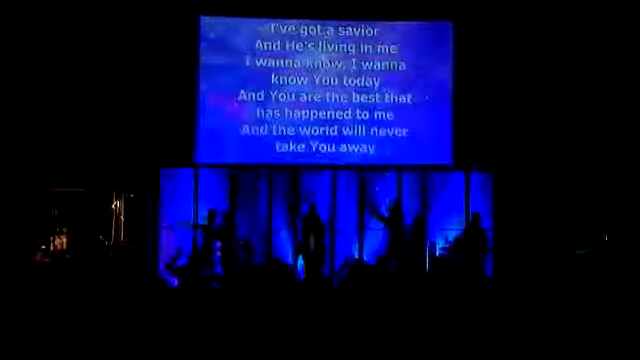 I've got a savior
And He's living in me
I wanna know, I wanna
know You today
And You are the best that
has happened to me
And the world will never
take You away